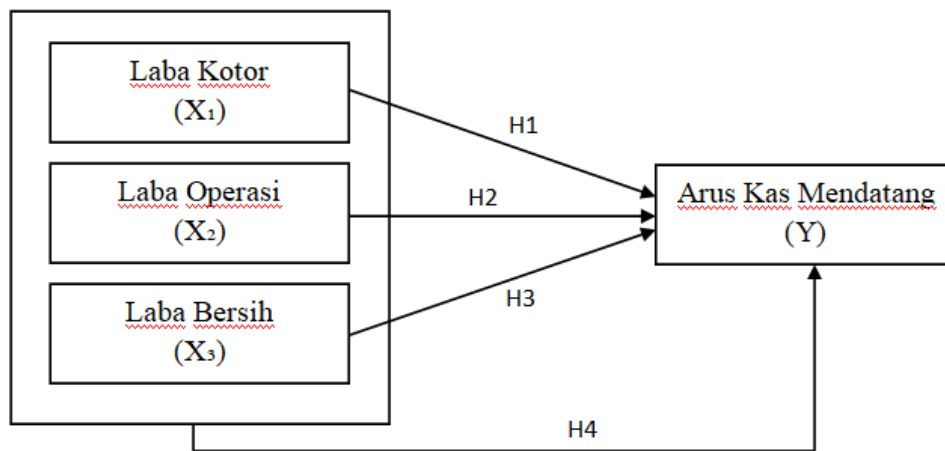 Laba Kotor
(X₁)
H1
Laba Operasi
(X₂)
H2
Arus Kas Mendatang
(Y)
Laba Bersih
(X₃)
H3
H4